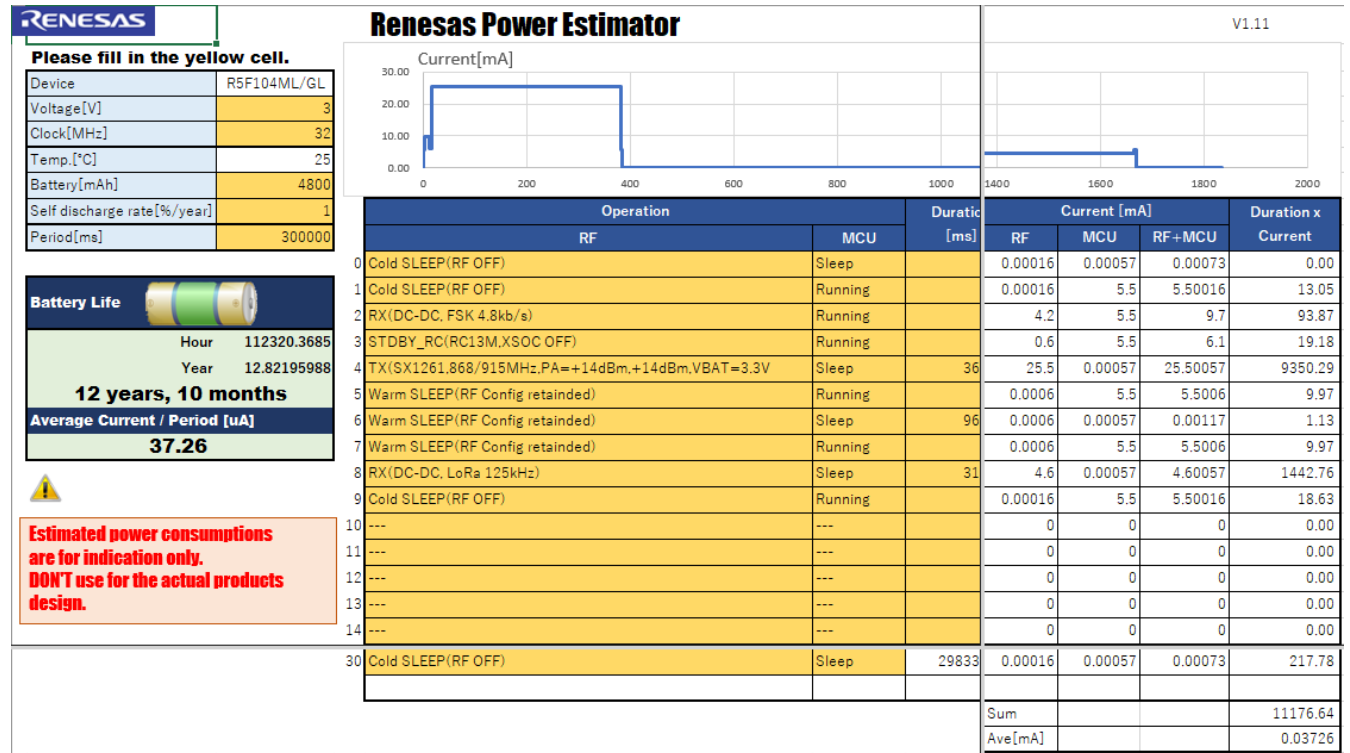 RENESAS
Renesas Power Estimator
V1.11
Please fill in the yellow cell.
Device R5F104ML/GL
Voltage[V] 3
Clock[MHz] 32
Temp.[°C] 25
Battery[mAh] 4800
Self discharge rate[%/year] 1
Period[ms] 300000
Current[mA]
30.00
20.00
10.00
0.00
0 200 400 600 800 1000 1400 1600 1800 2000
Battery Life
Hour 112320.3685
Year 12.82195988
12 years, 10 months
Average Current / Period [uA]
37.26
Estimated power consumptions
are for indication only.
DON'T use for the actual products
design.
Operation Duratio Current [mA] Duration x
RF MCU [ms] RF MCU RF+MCU Current
0 Cold SLEEP(RF OFF) Sleep 0.00016 0.00057 0.00073 0.00
1 Cold SLEEP(RF OFF) Running 0.00016 5.5 5.50016 13.05
2 RX(DC-DC, FSK 4.8kb/s) Running 4.2 5.5 9.7 93.87
3 STDBY_RC(RC13M,XSOC OFF) Running 0.6 5.5 6.1 19.18
4 TX(SX1261,868/915MHz,PA=+14dBm,+14dBm,VBAT=3.3V Sleep 36 25.5 0.00057 25.50057 9350.29
5 Warm SLEEP(RF Config retainded) Running 0.0006 5.5 5.5006 9.97
6 Warm SLEEP(RF Config retainded) Sleep 96 0.0006 0.00057 0.00117 1.13
7 Warm SLEEP(RF Config retainded) Running 0.0006 5.5 5.5006 9.97
8 RX(DC-DC, LoRa 125kHz) Sleep 31 4.6 0.00057 4.60057 1442.76
9 Cold SLEEP(RF OFF) Running 0.00016 5.5 5.50016 18.63
10 --- --- 0 0 0 0.00
11 --- --- 0 0 0 0.00
12 --- --- 0 0 0 0.00
13 --- --- 0 0 0 0.00
14 --- --- 0 0 0 0.00
30 Cold SLEEP(RF OFF) Sleep 29833 0.00016 0.00057 0.00073 217.78
Sum 11176.64
Ave[mA] 0.03726